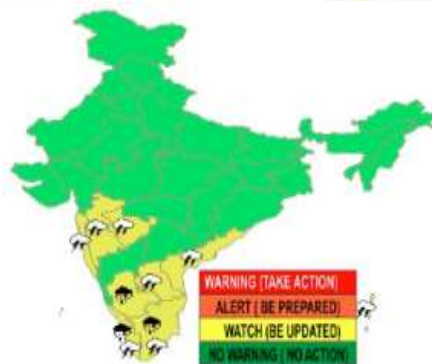 WARNING (TAKE ACTION)
ALERT ( BE PREPARED)
WATCH (BE UPDATED)
NO WARNING ( NO ACTION)